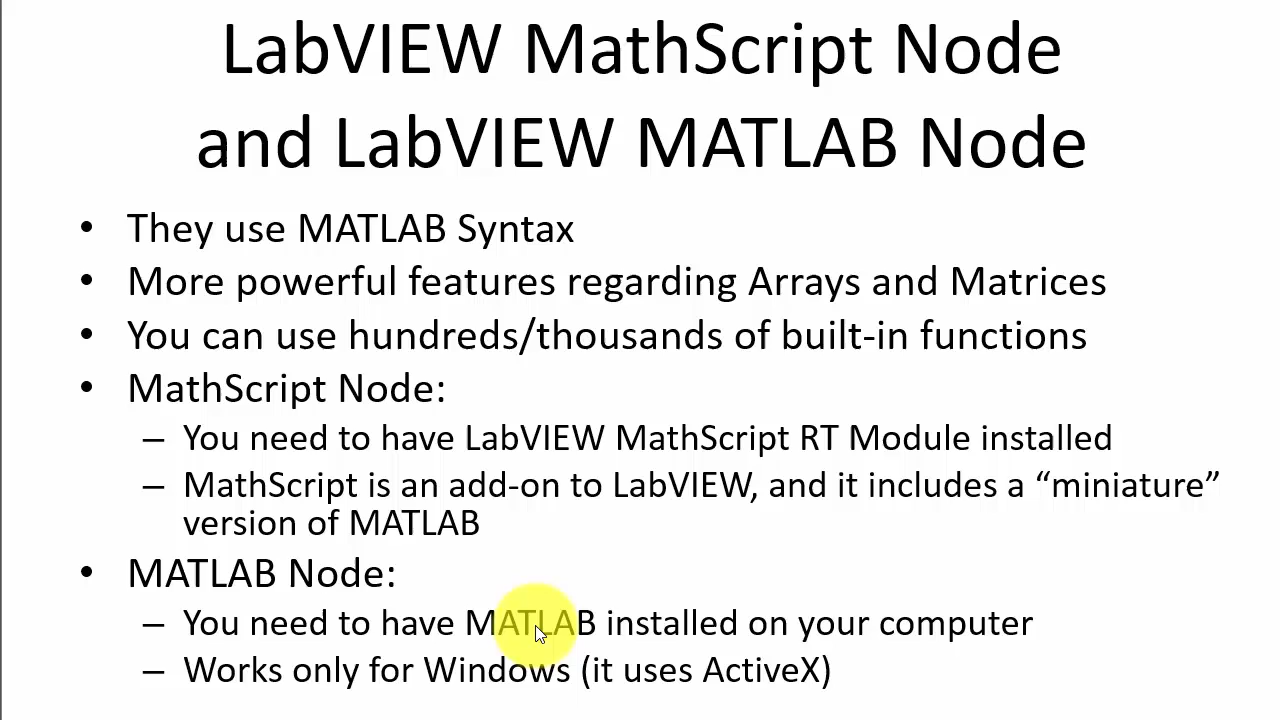 LabVIEW MathScript Node
and LabVIEW MATLAB Node
• They use MATLAB Syntax
• More powerful features regarding Arrays and Matrices
• You can use hundreds/thousands of built-in functions
• MathScript Node:
– You need to have LabVIEW MathScript RT Module installed
– MathScript is an add-on to LabVIEW, and it includes a “miniature”
version of MATLAB
• MATLAB Node:
– You need to have MATLAB installed on your computer
– Works only for Windows (it uses ActiveX)